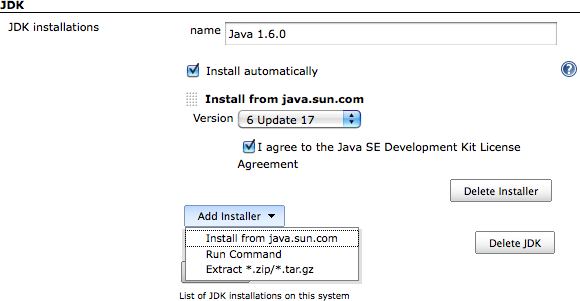 JDK
JDK installations
name Java 1.6.0
Install automatically
Install from java.sun.com
Version 6 Update 17
I agree to the Java SE Development Kit License
Agreement
Delete Installer
Add Installer
Install from java.sun.com
Run Command
Extract *.zip/*.tar.gz
Delete JDK
List of JDK installations on this system